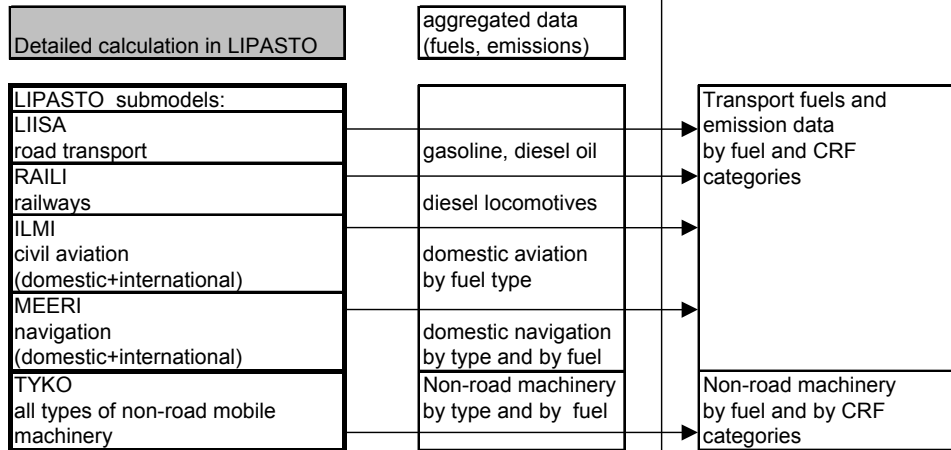 Detailed calculation in LIPASTO
aggregated data
(fuels, emissions)
LIPASTO submodels:
LIISA
road transport
RAILI
railways
ILMI
civil aviation
(domestic+international)
MEERI
navigation
(domestic+international)
TYKO
all types of non-road mobile
machinery
gasoline, diesel oil
diesel locomotives
domestic aviation
by fuel type
domestic navigation
by type and by fuel
Non-road machinery
by type and by fuel
Transport fuels and
emission data
by fuel and CRF
categories
Non-road machinery
by fuel and by CRF
categories